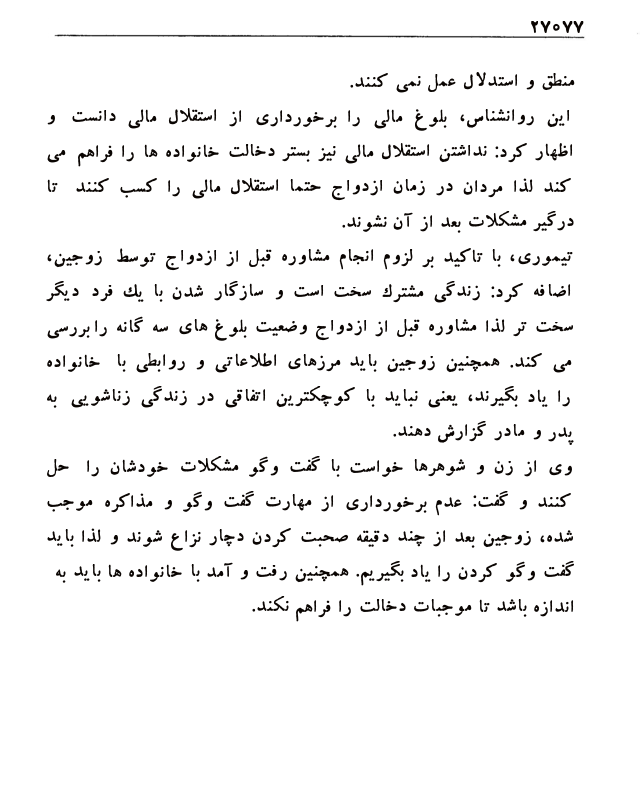 ۲۷۰۷۷
منطق و استدلال عمل نمی کنند.
این روانشناس، بلوغ مالی را برخورداری از استقلال مالی دانست و
اظهار کرد: نداشتن استقلال مالی نیز بستر دخالت خانواده ها را فراهم می
کند لذا مردان در زمان ازدواج حتما استقلال مالی را کسب کنند تا
درگیر مشکلات بعد از آن نشوند.
تیموری، با تاکید بر لزوم انجام مشاوره قبل از ازدواج توسط زوجین،
اضافه کرد: زندگی مشترك سخت است و سازگار شدن با یك فرد دیگر
سخت تر لذا مشاوره قبل از ازدواج وضعیت بلوغ های سه گانه را بررسی
می کند. همچنین زوجین باید مرزهای اطلاعاتی و روابطی با خانواده
را یاد بگیرند، یعنی نباید با کوچکترین اتفاقی در زندگی زناشویی به
پدر و مادر گزارش دهند.
وی از زن و شوهرها خواست با گفت وگو مشکلات خودشان را حل
کنند و گفت: عدم برخورداری از مهارت گفت وگو و مذاکره موجب
شده، زوجین بعد از چند دقیقه صحبت کردن دچار نزاع شوند و لذا باید
گفت وگو کردن را یاد بگیریم. همچنین رفت و آمد با خانواده ها باید به
اندازه باشد تا موجبات دخالت را فراهم نکند.